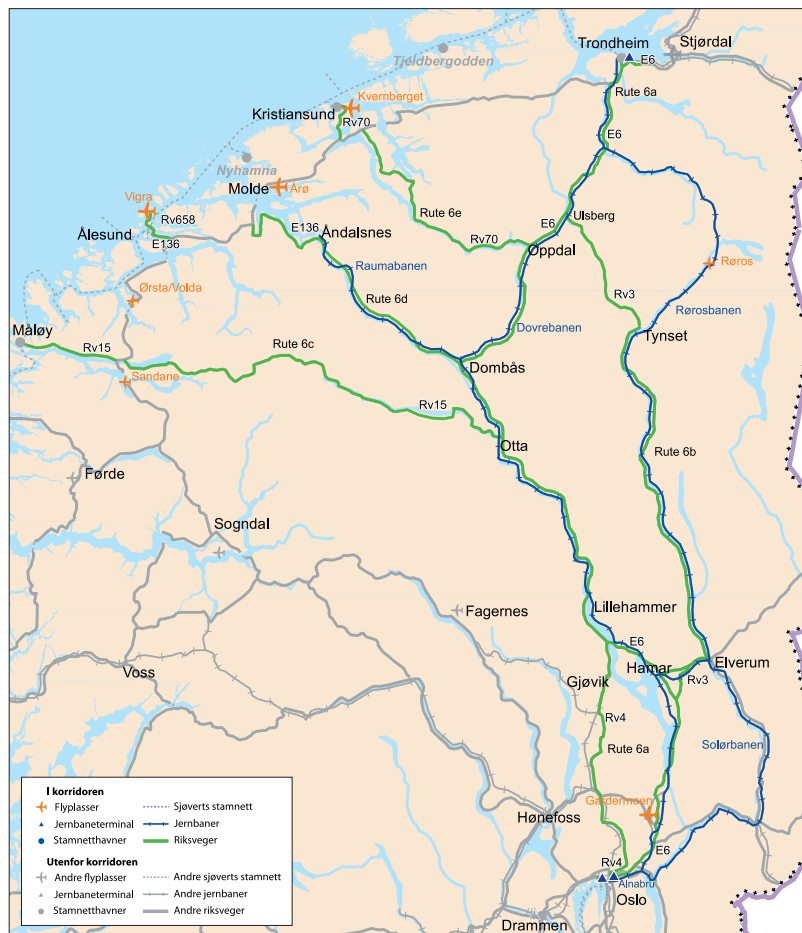 Trondheim
Stjørdal
E6
Tjeldbergodden
Rute 6a
Kvernberget
Kristiansund
Rv70
E6
Nyhamna
Molde
Arø
Vigra
Rv658
Rute 6e
Ulsberg
E6
Ålesund
E136
E136
Åndalsnes
Rv70
Oppdal
Raumabanen
Røros
Ørsta/Volda
Rute 6d
Rv3
Rørosbanen
Måløy
Dovrebanen
Tynset
Rv15
Rute 6c
Dombås
Sandane
Rv15
Otta
Rute 6b
Førde
Sogndal
Fagernes
Lillehammer
E6
Voss
Gjøvik
Hamar
Elverum
Rv3
Rv4
Rute 6a
Solørbanen
Gardermoen
Hønefoss
E6
Rv4
Alnabru
Oslo
Drammen
I korridoren
Flyplasser
Sjøverts stamnett
Jernbaneterminal
Jernbaner
Stamnetthavner
Riksveger
Utenfor korridoren
Andre flyplasser
Andre sjøverts stamnett
Jernbaneterminal
Andre jernbaner
Stamnetthavner
Andre riksveger